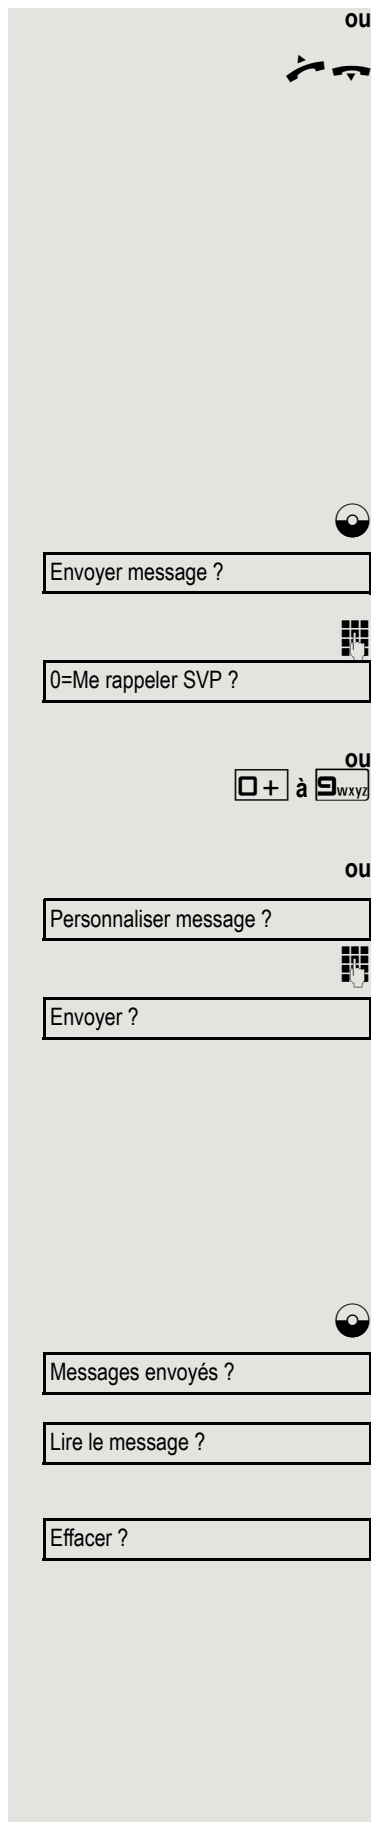 ou
Envoyer message ?
0=Me rappeler SVP ?
ou
0+ à 9wxyz
ou
Personnaliser message ?
Envoyer ?
Messages envoyés ?
Lire le message ?
Effacer ?